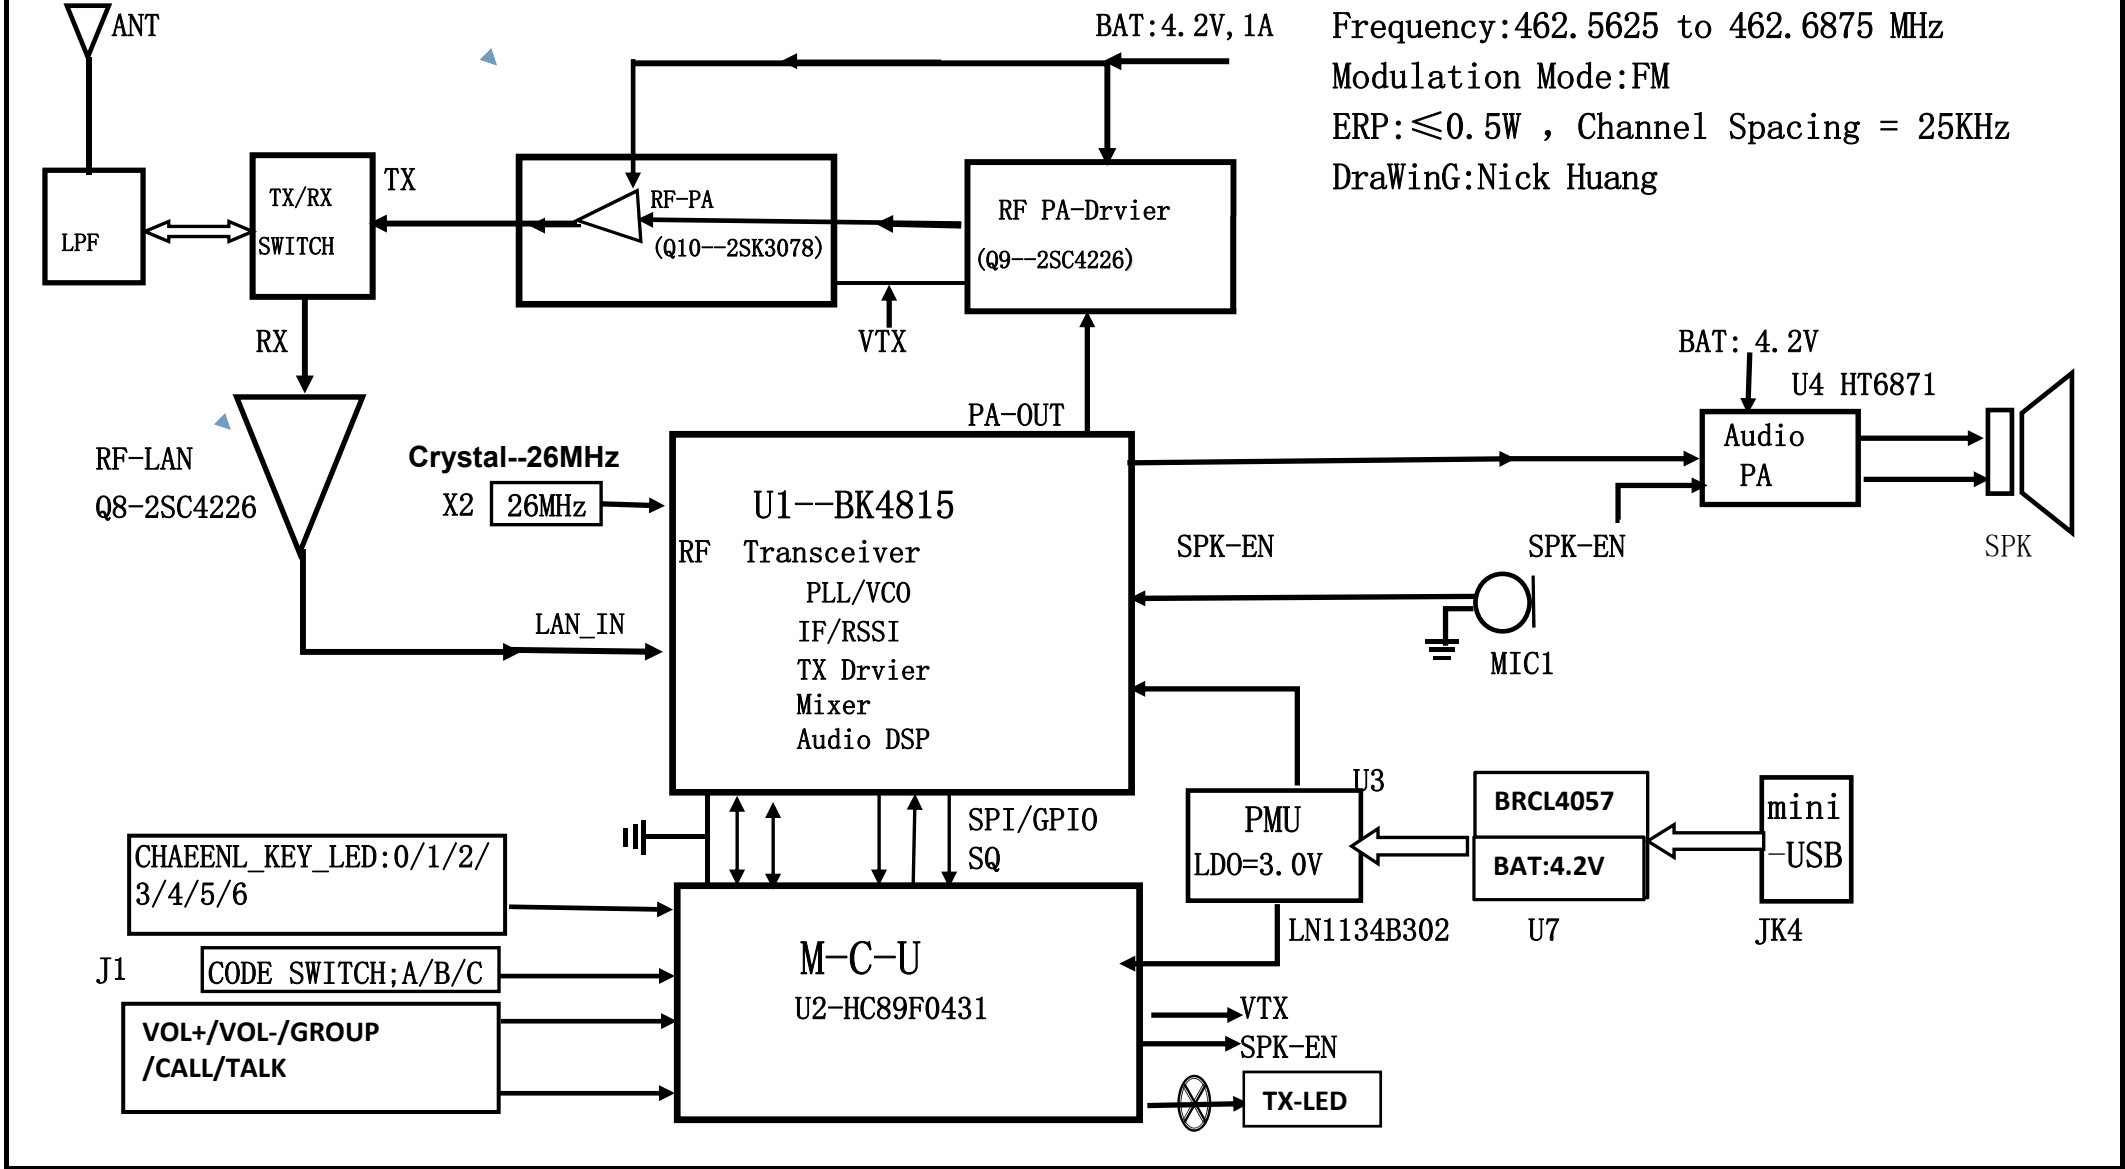 ANT
BAT:4.2V,1A
Frequency:462.5625 to 462.6875 MHz
Modulation Mode:FM
ERP:≤0.5W , Channel Spacing = 25KHz
DraWinG:Nick Huang
LPF
TX/RX
SWITCH
TX
RF-PA
(Q10--2SK3078)
RF PA-Drvier
(Q9--2SC4226)
RX
VTX
BAT: 4.2V
U4 HT6871
PA-OUT
Audio
PA
SPK
RF-LAN
Q8-2SC4226
Crystal--26MHz
X2
26MHz
U1--BK4815
RF Transceiver
PLL/VCO
IF/RSSI
TX Drvier
Mixer
Audio DSP
SPK-EN
SPK-EN
LAN_IN
MIC1
U3
PMU
LDO=3.0V
LN1134B302
BRCL4057
BAT:4.2V
U7
mini
-USB
JK4
SPI/GPIO
SQ
CHAEENL_KEY_LED:0/1/2/
3/4/5/6
J1
CODE SWITCH;A/B/C
VOL+/VOL-/GROUP
/CALL/TALK
M-C-U
U2-HC89F0431
VTX
SPK-EN
TX-LED